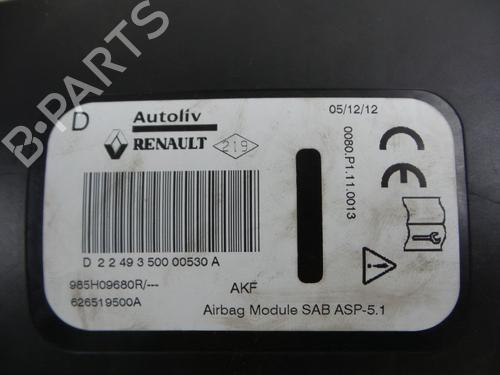 B-PARTS
D
Autoliv
05/12/12
RENAULT
219
0080.P1.11.0013
CE
D 2 2 49 3 500 00530 A
985H09680R/---
AKF
626519500A
Airbag Module SAB ASP-5.1